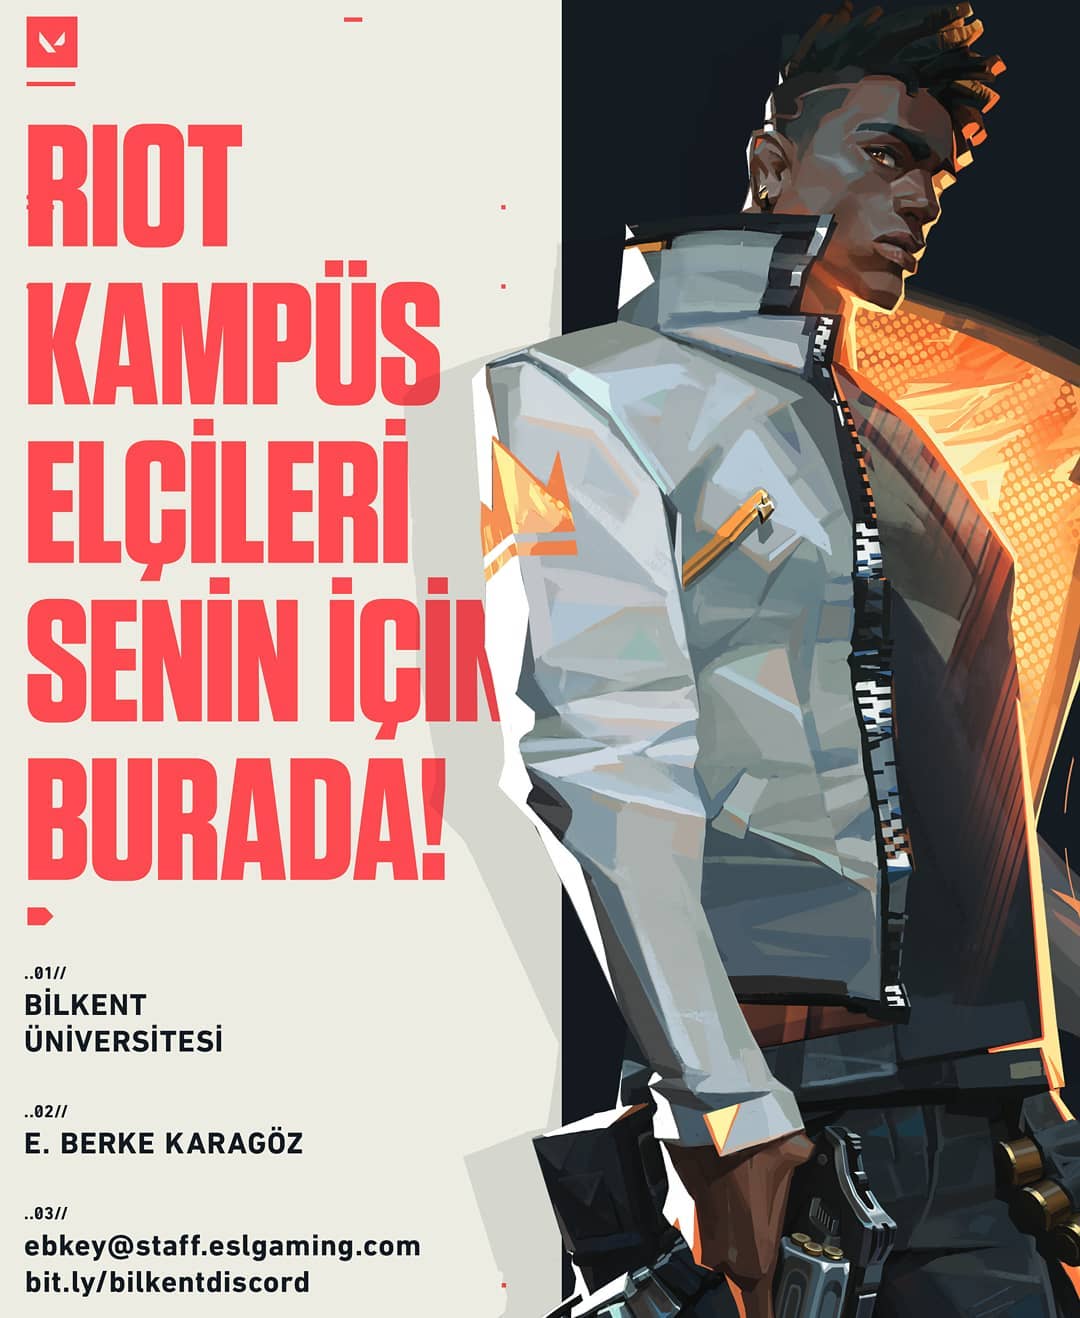 RIOT
KAMPÜS
ELÇİLERİ
SENİN İÇİN
BURADA!
..01//
BİLKENT
ÜNİVERSİTESİ
..02//
E. BERKE KARAGÖZ
..03//
ebkey@staff.eslgaming.com
bit.ly/bilkentdiscord